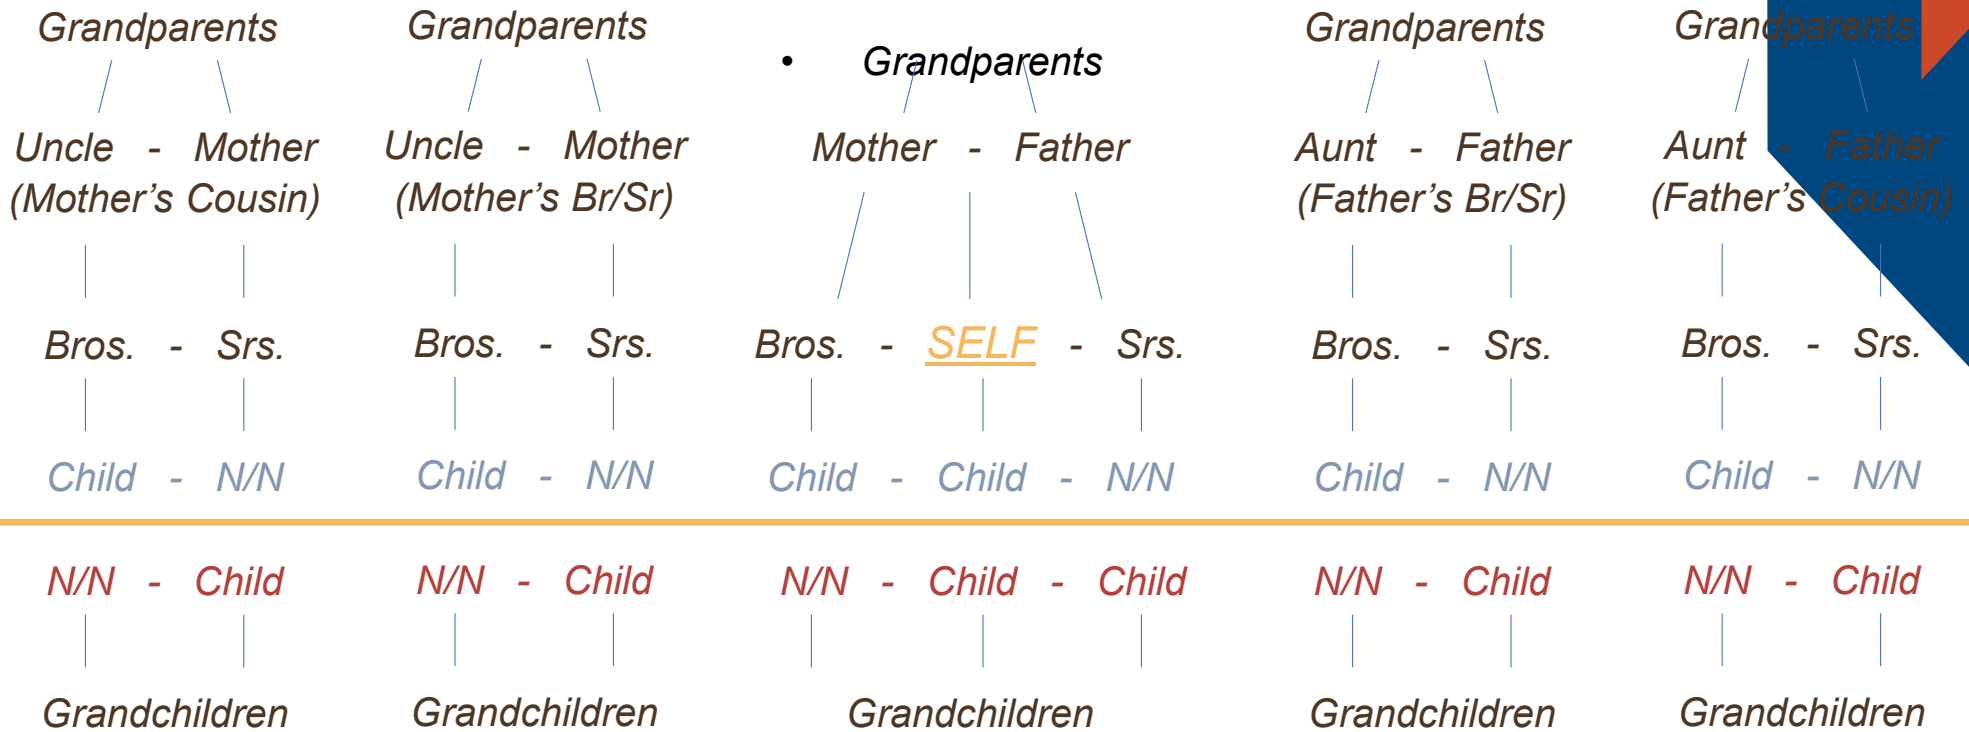 Grandparents Grandparents • Grandparents Grandparents Grandparents
Uncle - Mother Uncle - Mother Mother - Father Aunt - Father Aunt - Father
(Mother’s Cousin) (Mother’s Br/Sr) (Father’s Br/Sr) (Father’s Cousin)
Bros. - Srs. Bros. - Srs. Bros. - SELF - Srs. Bros. - Srs. Bros. - Srs.
Child - N/N Child - N/N Child - Child - N/N Child - N/N Child - N/N
N/N - Child N/N - Child N/N - Child - Child N/N - Child N/N - Child
Grandchildren Grandchildren Grandchildren Grandchildren Grandchildren